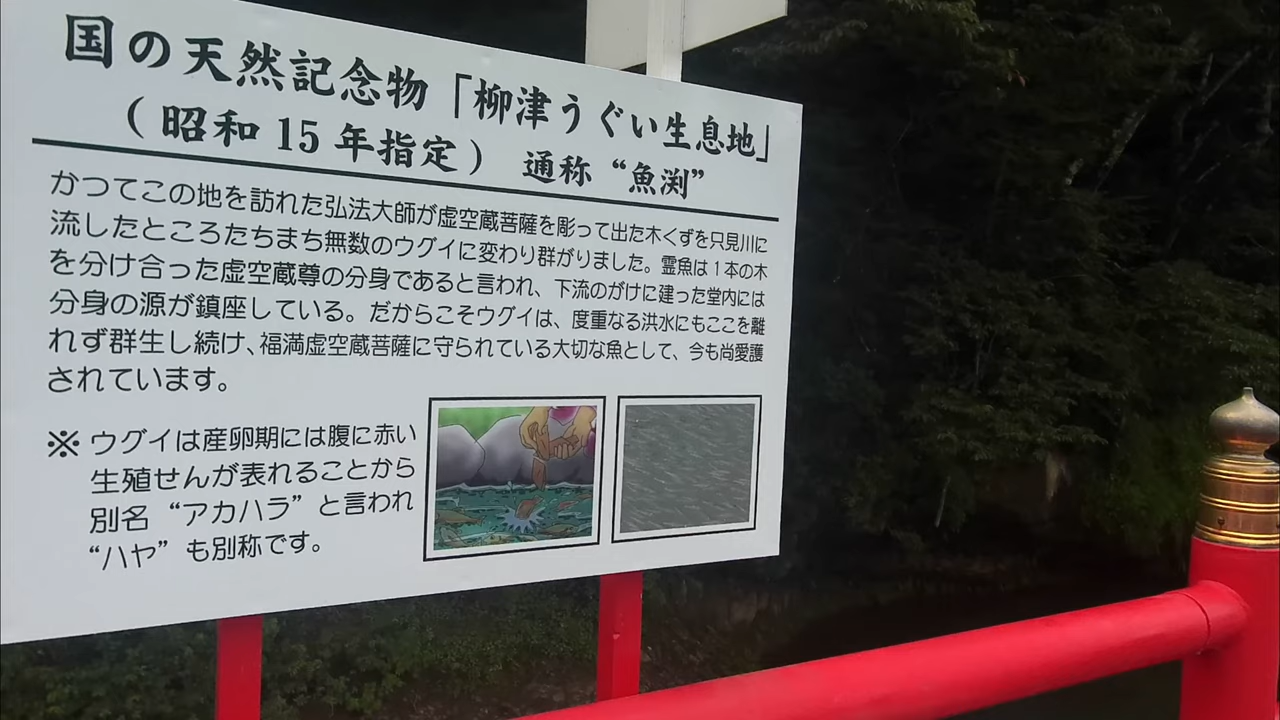 国の天然記念物「柳津うぐい生息地」
(昭和15年指定) 通称“魚渕”
かつてこの地を訪れた弘法大師が虚空蔵菩薩を彫って出た木くずを只見川に
流したところたちまち無数のウグイに変わり群がりました。霊魚は1本の木
を分け合った虚空蔵尊の分身であると言われ、下流のがけに建った堂内には
分身の源が鎮座している。だからこそウグイは、度重なる洪水にもここを離
れず群生し続け、福満虚空蔵菩薩に守られている大切な魚として、今も尚愛護
されています。
※ ウグイは産卵期には腹に赤い
生殖せんが表れることから
別名“アカハラ”と言われ
“ハヤ”も別称です。